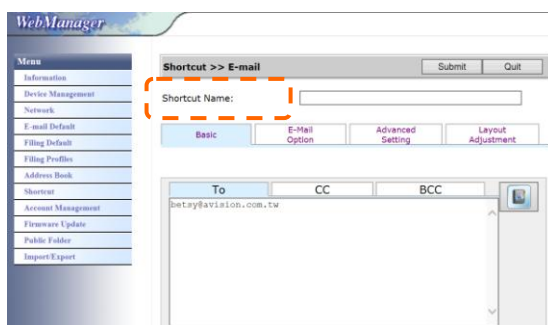 WebManager
Menu
Information
Device Management
Network
E-mail Default
Filing Default
Filing Profiles
Address Book
Shortcut
Account Management
Firmware Update
Public Folder
Import/Export
Shortcut >> E-mail
Submit
Quit
Shortcut Name:
Basic
E-Mail
Option
Advanced
Setting
Layout
Adjustment
To
CC
BCC
betsy@avision.com.tw